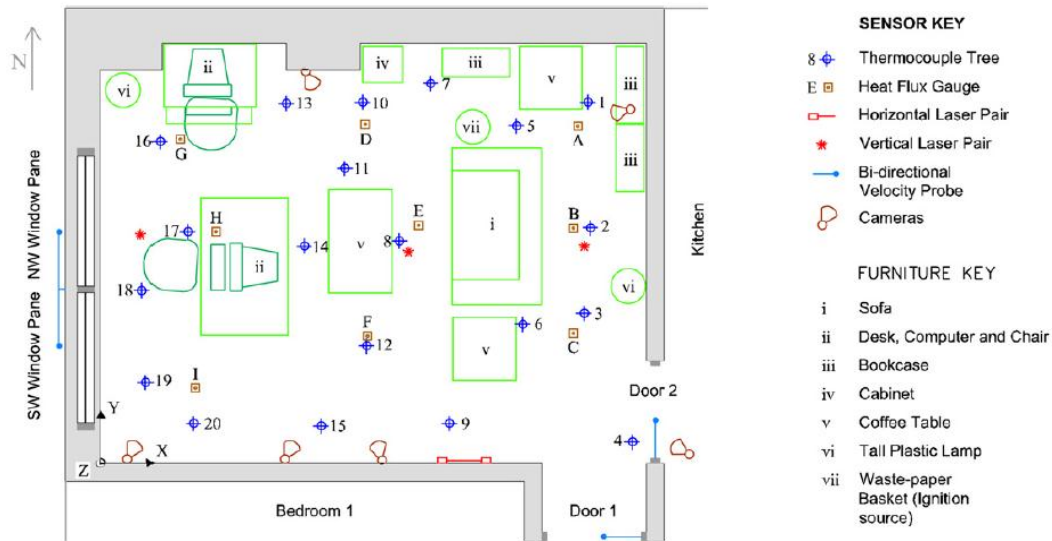 N
ii
iv
iii
v
iii
vi
7
13
10
1
D
5
A
vii
16
G
11
iii
H
17
E
B
2
8
14
v
i
ii
18
vi
3
6
F
12
C
v
19
I
20
15
9
4
Y
X
Z
NW Window Pane
SW Window Pane
Kitchen
Door 2
Bedroom 1
Door 1
SENSOR KEY
8 Thermocouple Tree
E Heat Flux Gauge
Horizontal Laser Pair
Vertical Laser Pair
Bi-directional
Velocity Probe
Cameras
FURNITURE KEY
i Sofa
ii Desk, Computer and Chair
iii Bookcase
iv Cabinet
v Coffee Table
vi Tall Plastic Lamp
vii Waste-paper
Basket (Ignition
source)